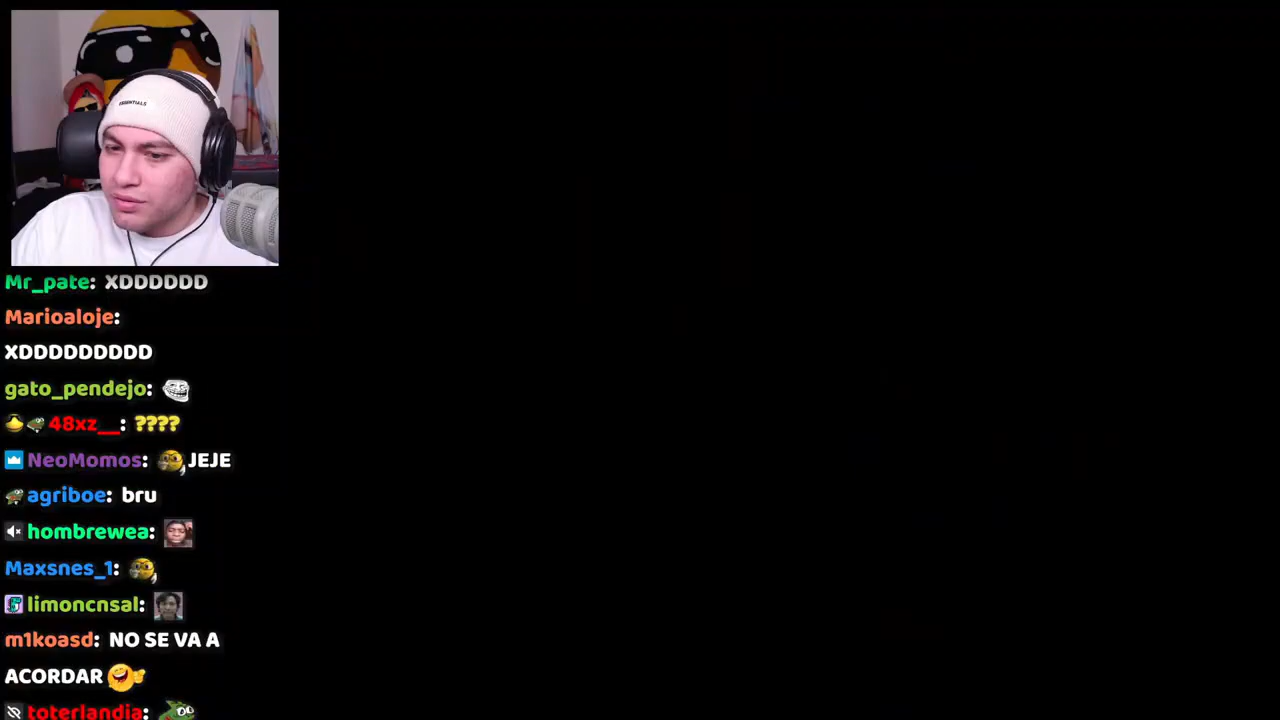 ESSENTIALS
Mr_pate: XDDDDDD
Marioaloje:
XDDDDDDDDDD
gato_pendejo:
48xz__: ????
NeoMomos: JEJE
agriboe: bru
hombrewea:
Maxsnes_1:
limoncnsal:
m1koasd: NO SE VA A
ACORDAR
toterlandia: